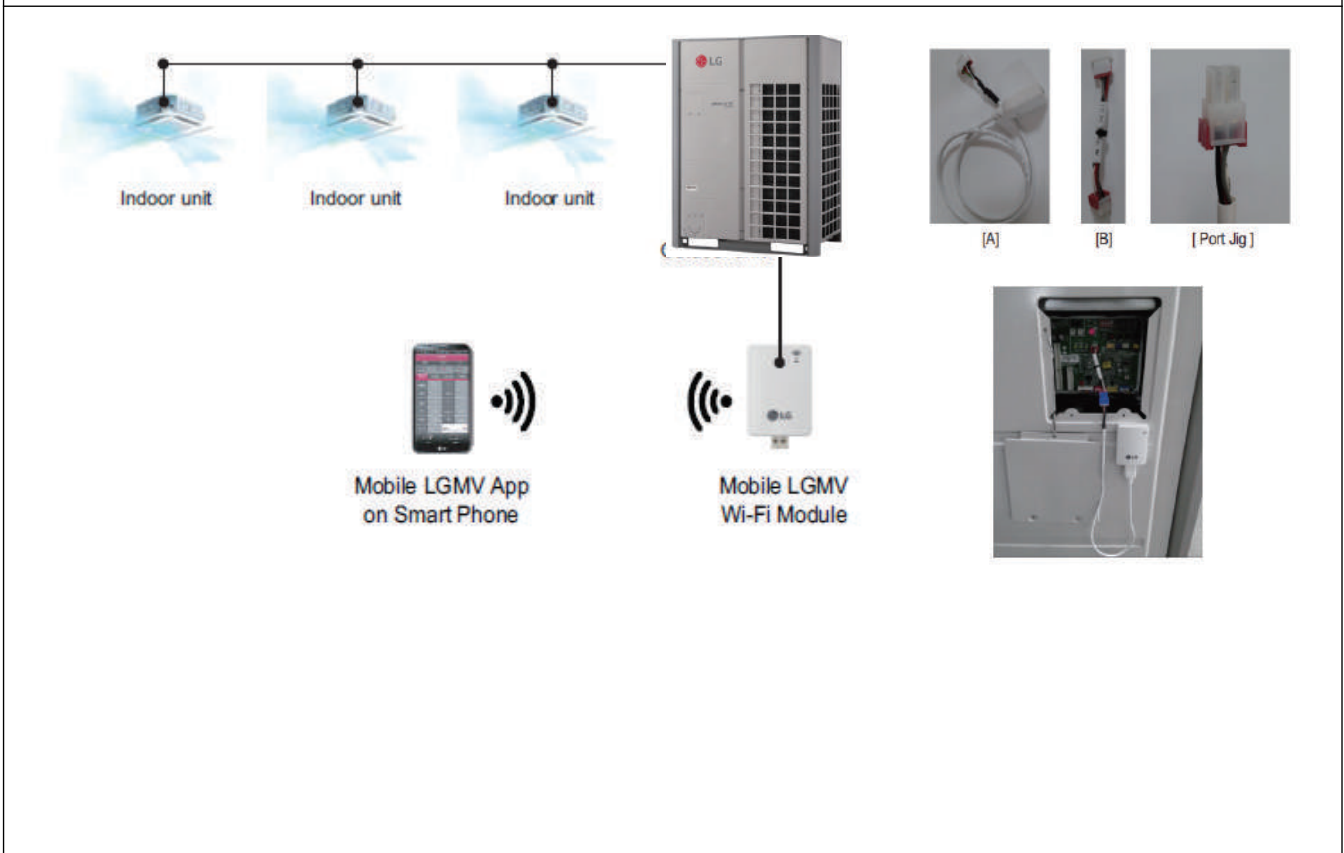 LG
Indoor unit
Indoor unit
Indoor unit
[A]
[B]
[ Port Jig ]
LG
Mobile LGMV App
on Smart Phone
Mobile LGMV
Wi-Fi Module